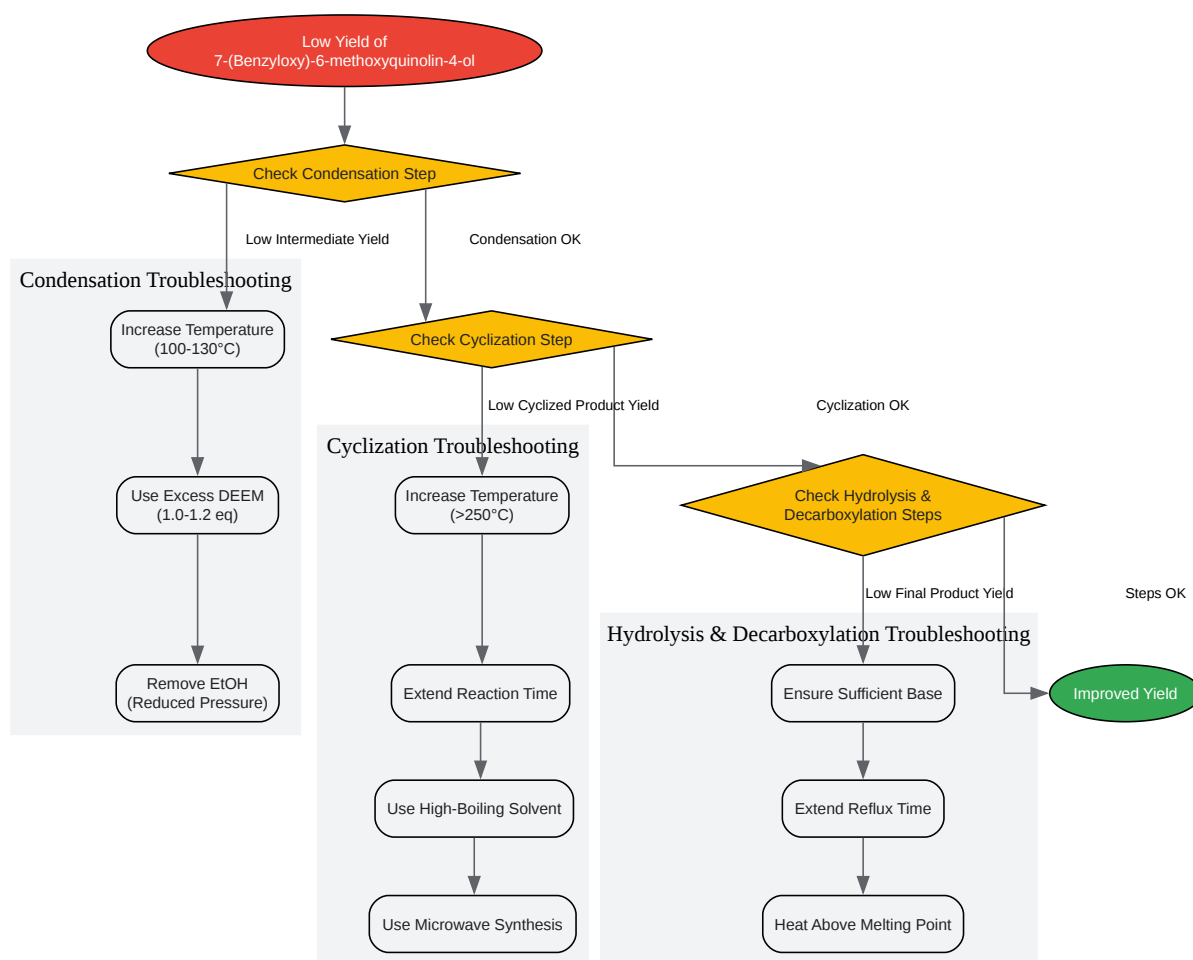 Low Yield of
7-(Benzyloxy)-6-methoxyquinolin-4-ol
Check Condensation Step
Low Intermediate Yield
Condensation OK
Condensation Troubleshooting
Increase Temperature
(100-130°C)
Check Cyclization Step
Low Cyclized Product Yield
Cyclization OK
Cyclization Troubleshooting
Use Excess DEEM
(1.0-1.2 eq)
Increase Temperature
(>250°C)
Check Hydrolysis &
Decarboxylation Steps
Low Final Product Yield
Steps OK
Hydrolysis & Decarboxylation Troubleshooting
Remove EtOH
(Reduced Pressure)
Extend Reaction Time
Ensure Sufficient Base
Improved Yield
Use High-Boiling Solvent
Extend Reflux Time
Use Microwave Synthesis
Heat Above Melting Point